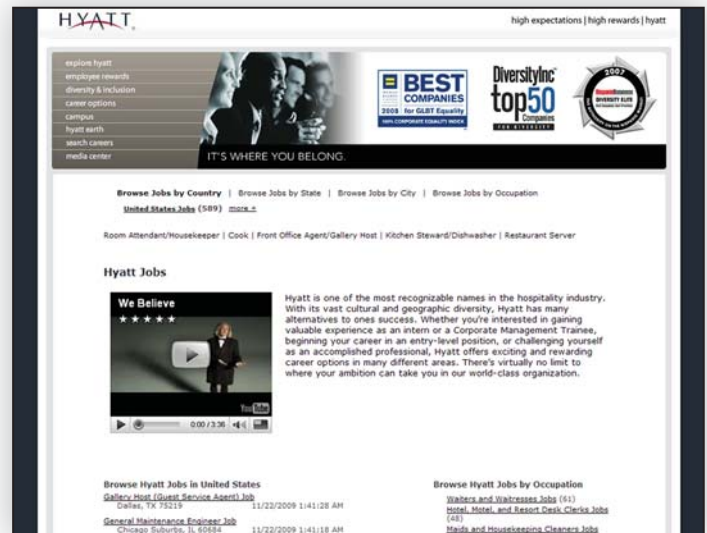 HYATT
high expectations | high rewards | hyatt
explore hyatt
employee rewards
diversity & inclusion
career options
campus
hyatt earth
search careers
media center
BEST
COMPANIES
2008 for GLBT Equality
100% CORPORATE EQUALITY INDEX
DiversityInc
top50
Companies
FOR DIVERSITY
2007
DIVERSITY ELITE
IT'S WHERE YOU BELONG.
Browse Jobs by Country | Browse Jobs by State | Browse Jobs by City | Browse Jobs by Occupation
United States Jobs (589) more +
Room Attendant/Housekeeper | Cook | Front Office Agent/Gallery Host | Kitchen Steward/Dishwasher | Restaurant Server
Hyatt Jobs
We Believe
YouTube
0:00 / 3:36
Hyatt is one of the most recognizable names in the hospitality industry.
With its vast cultural and geographic diversity, Hyatt has many
alternatives to ones success. Whether you're interested in gaining
valuable experience as an intern or a Corporate Management Trainee,
beginning your career in an entry-level position, or challenging yourself
as an accomplished professional, Hyatt offers exciting and rewarding
career options in many different areas. There's virtually no limit to
where your ambition can take you in our world-class organization.
Browse Hyatt Jobs in United States
Gallery Host (Guest Service Agent) Job
Dallas, TX 75219 11/22/2009 1:41:28 AM
General Maintenance Engineer Job
Chicago Suburbs, IL 60684 11/22/2009 1:41:18 AM
Browse Hyatt Jobs by Occupation
Waiters and Waitresses Jobs (61)
Hotel, Motel, and Resort Desk Clerks Jobs
(48)
Maids and Housekeeping Cleaners Jobs